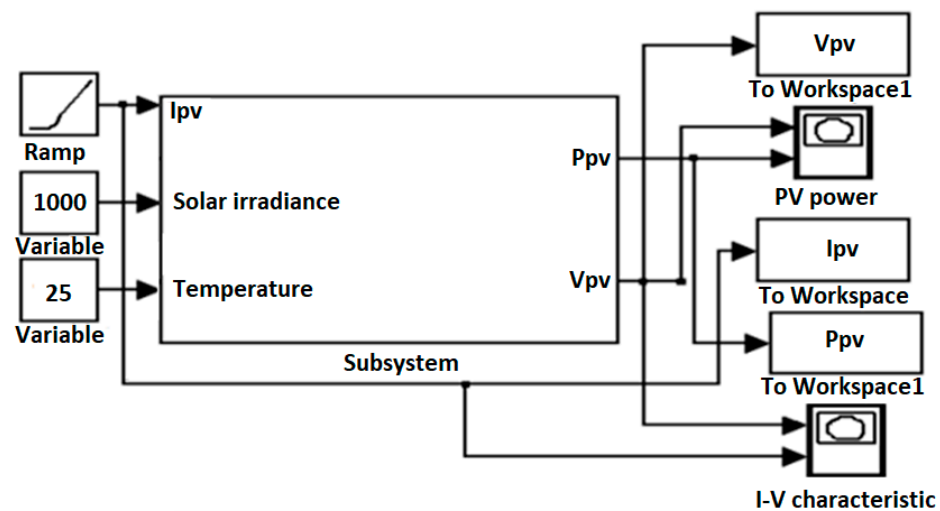 Ramp
1000
Variable
25
Variable
Ipv
Solar irradiance
Temperature
Ppv
Vpv
Subsystem
Vpv
To Workspace1
PV power
Ipv
To Workspace
Ppv
To Workspace1
I-V characteristic